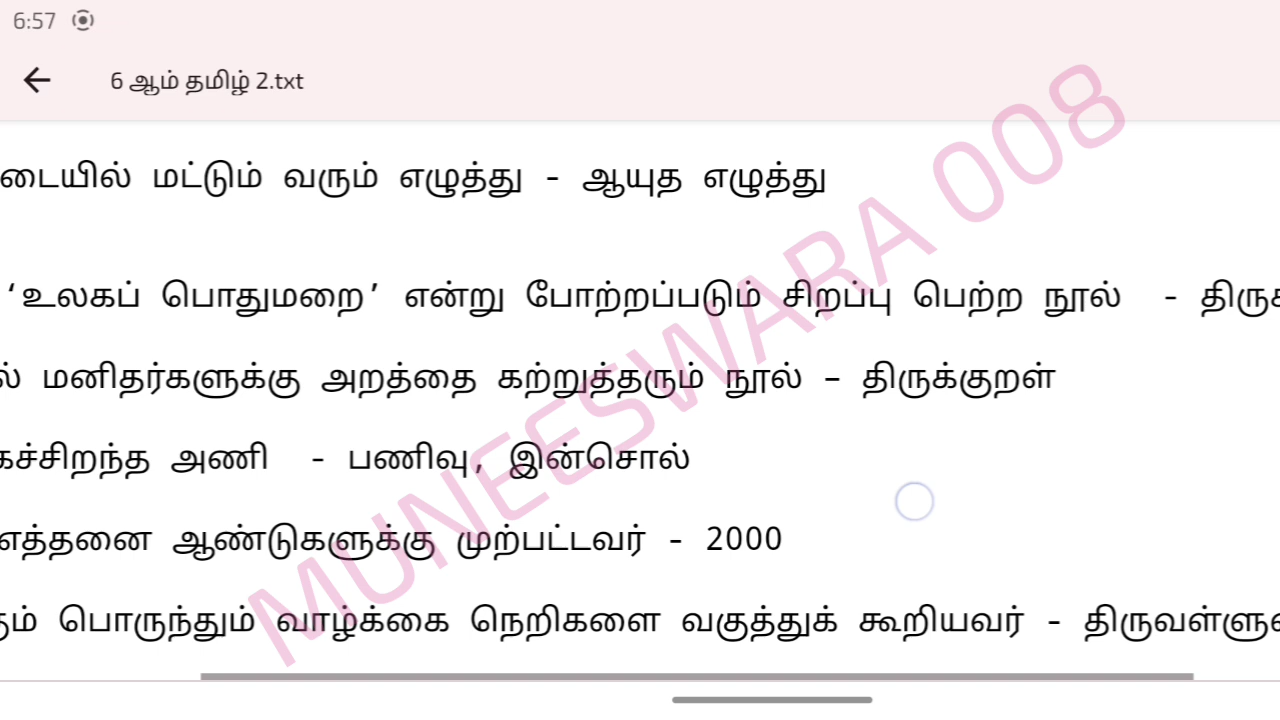 6:57
6 ஆம் தமிழ் 2.txt
MUNEESWARA 008
டையில் மட்டும் வரும் எழுத்து - ஆயுத எழுத்து
‘உலகப் பொதுமறை’ என்று போற்றப்படும் சிறப்பு பெற்ற நூல் -
மனிதர்களுக்கு அறத்தை கற்றுத்தரும் நூல் – திருக்குறள்
கச்சிறந்த அணி - பணிவு, இன்சொல்
எத்தனை ஆண்டுகளுக்கு முற்பட்டவர் - 2000
பொருந்தும் வாழ்க்கை நெறிகளை வகுத்துக் கூறியவர் -